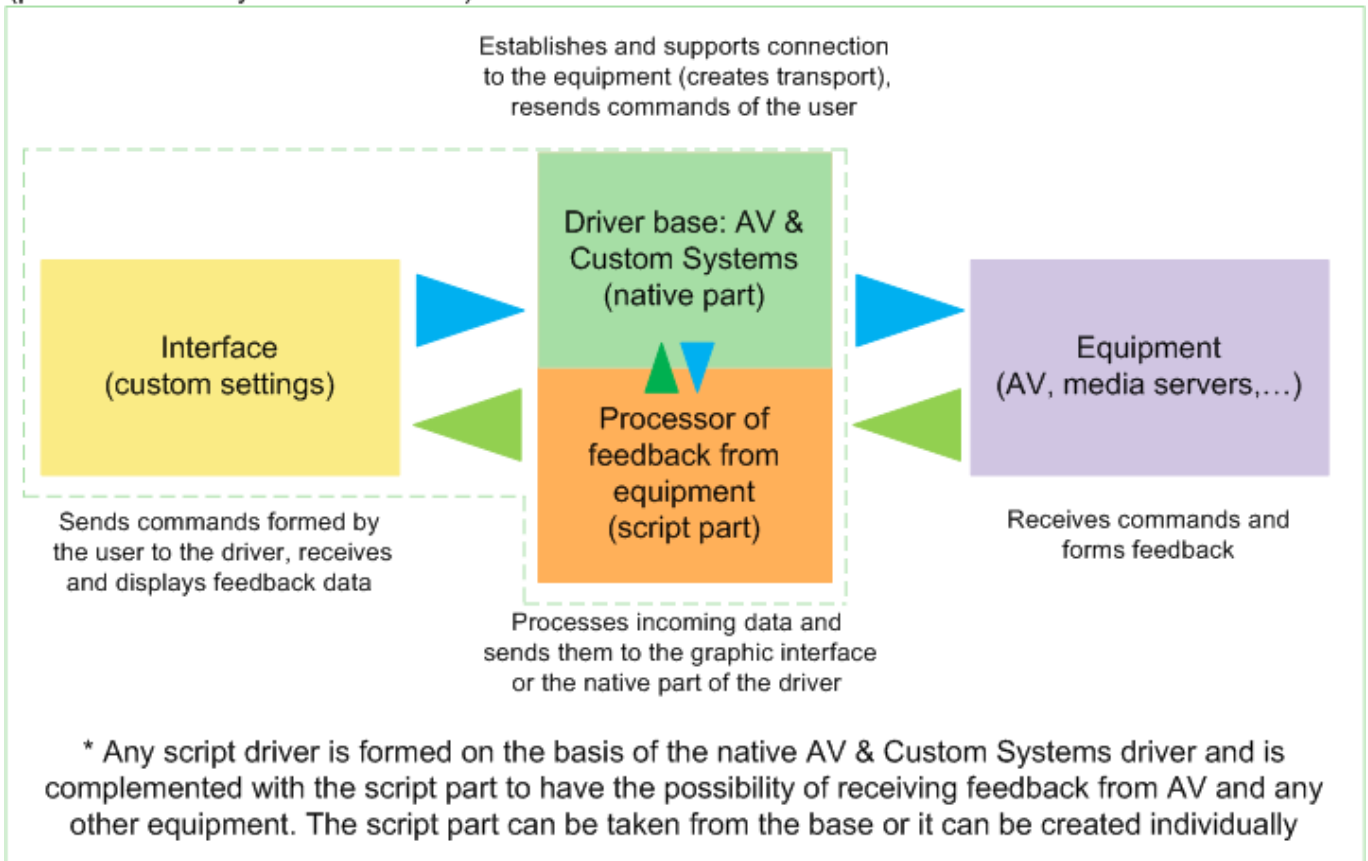 Establishes and supports connection
to the equipment (creates transport),
resends commands of the user
Driver base: AV &
Custom Systems
(native part)
Interface
(custom settings)
Equipment
(AV, media servers,…)
Processor of
feedback from
equipment
(script part)
Sends commands formed by
the user to the driver, receives
and displays feedback data
Receives commands and
forms feedback
Processes incoming data and
sends them to the graphic interface
or the native part of the driver
* Any script driver is formed on the basis of the native AV & Custom Systems driver and is
complemented with the script part to have the possibility of receiving feedback from AV and any
other equipment. The script part can be taken from the base or it can be created individually